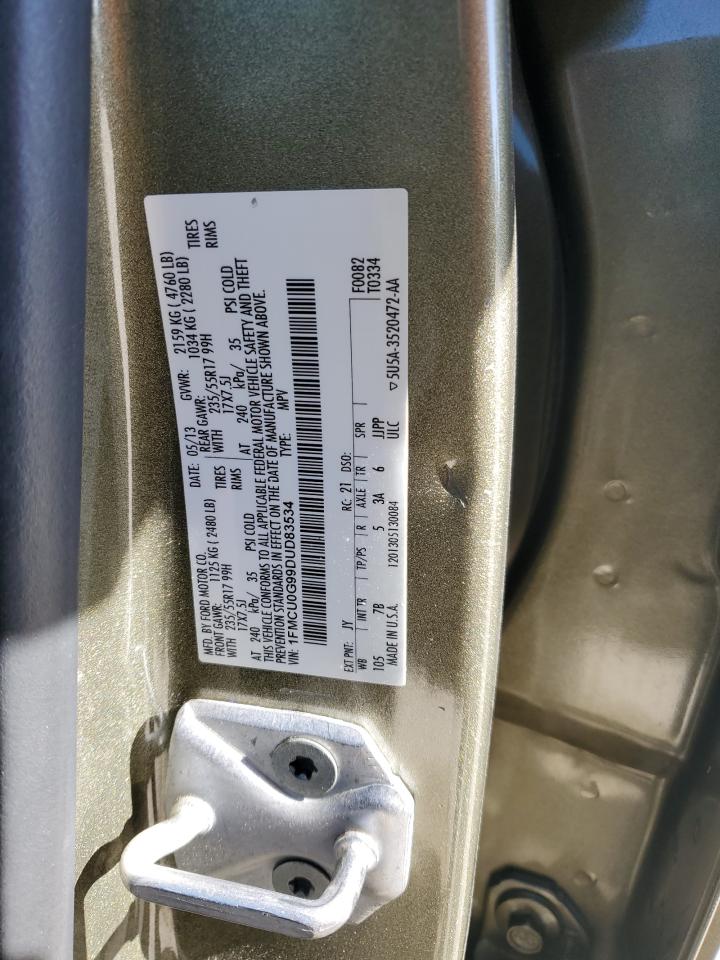 MFD. BY FORD MOTOR CO.
DATE: 05/13 GVWR: 2159 KG ( 4760 LB)
FRONT GAWR: 1125 KG ( 2480 LB) REAR GAWR: 1034 KG ( 2280 LB)
WITH 235/55R17 99H TIRES WITH 235/55R17 99H TIRES
17X7.5J RIMS 17X7.5J RIMS
AT 240 kPa/ 35 PSI COLD AT 240 kPa/ 35 PSI COLD
THIS VEHICLE CONFORMS TO ALL APPLICABLE FEDERAL MOTOR VEHICLE SAFETY AND THEFT
PREVENTION STANDARDS IN EFFECT ON THE DATE OF MANUFACTURE SHOWN ABOVE.
VIN: 1FMCU0G99DUD83534 TYPE: MPV
EXT PNT: JY RC: 21 DSO: F0082
WB INT TR TP/PS R AXLE TR SPR T0334
105 7B 5 3A 6 JJPP
MADE IN U.S.A. 1201305130084 ULC ▽5U5A-3520472-AA